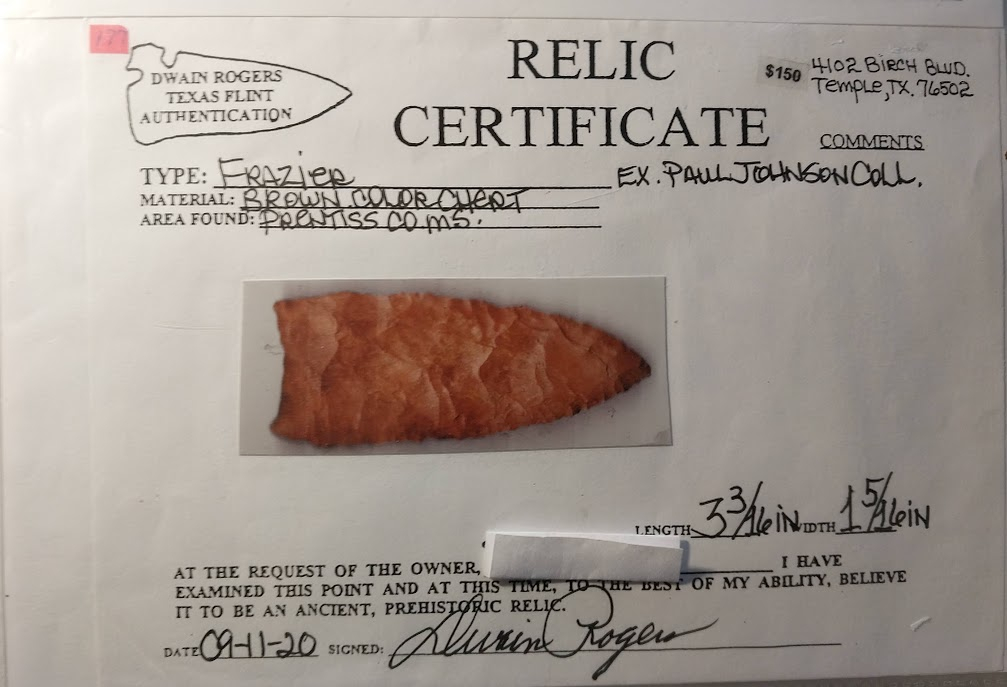 DWAIN ROGERS
TEXAS FLINT
AUTHENTICATION
RELIC
CERTIFICATE
$150
4102 BIRCH BLVD.
Temple, TX. 76502
COMMENTS
EX. PAUL JOHNSON COLL.
TYPE: FRAZIER
MATERIAL: BROWN COLOR CHERT
AREA FOUND: PRENTISS CO. MS.
LENGTH 3 3/16 IN WIDTH 1 5/16 IN
AT THE REQUEST OF THE OWNER, I HAVE
EXAMINED THIS POINT AND AT THIS TIME, TO THE BEST OF MY ABILITY, BELIEVE
IT TO BE AN ANCIENT, PREHISTORIC RELIC.
DATE 09-11-20 SIGNED: Dwain Rogers